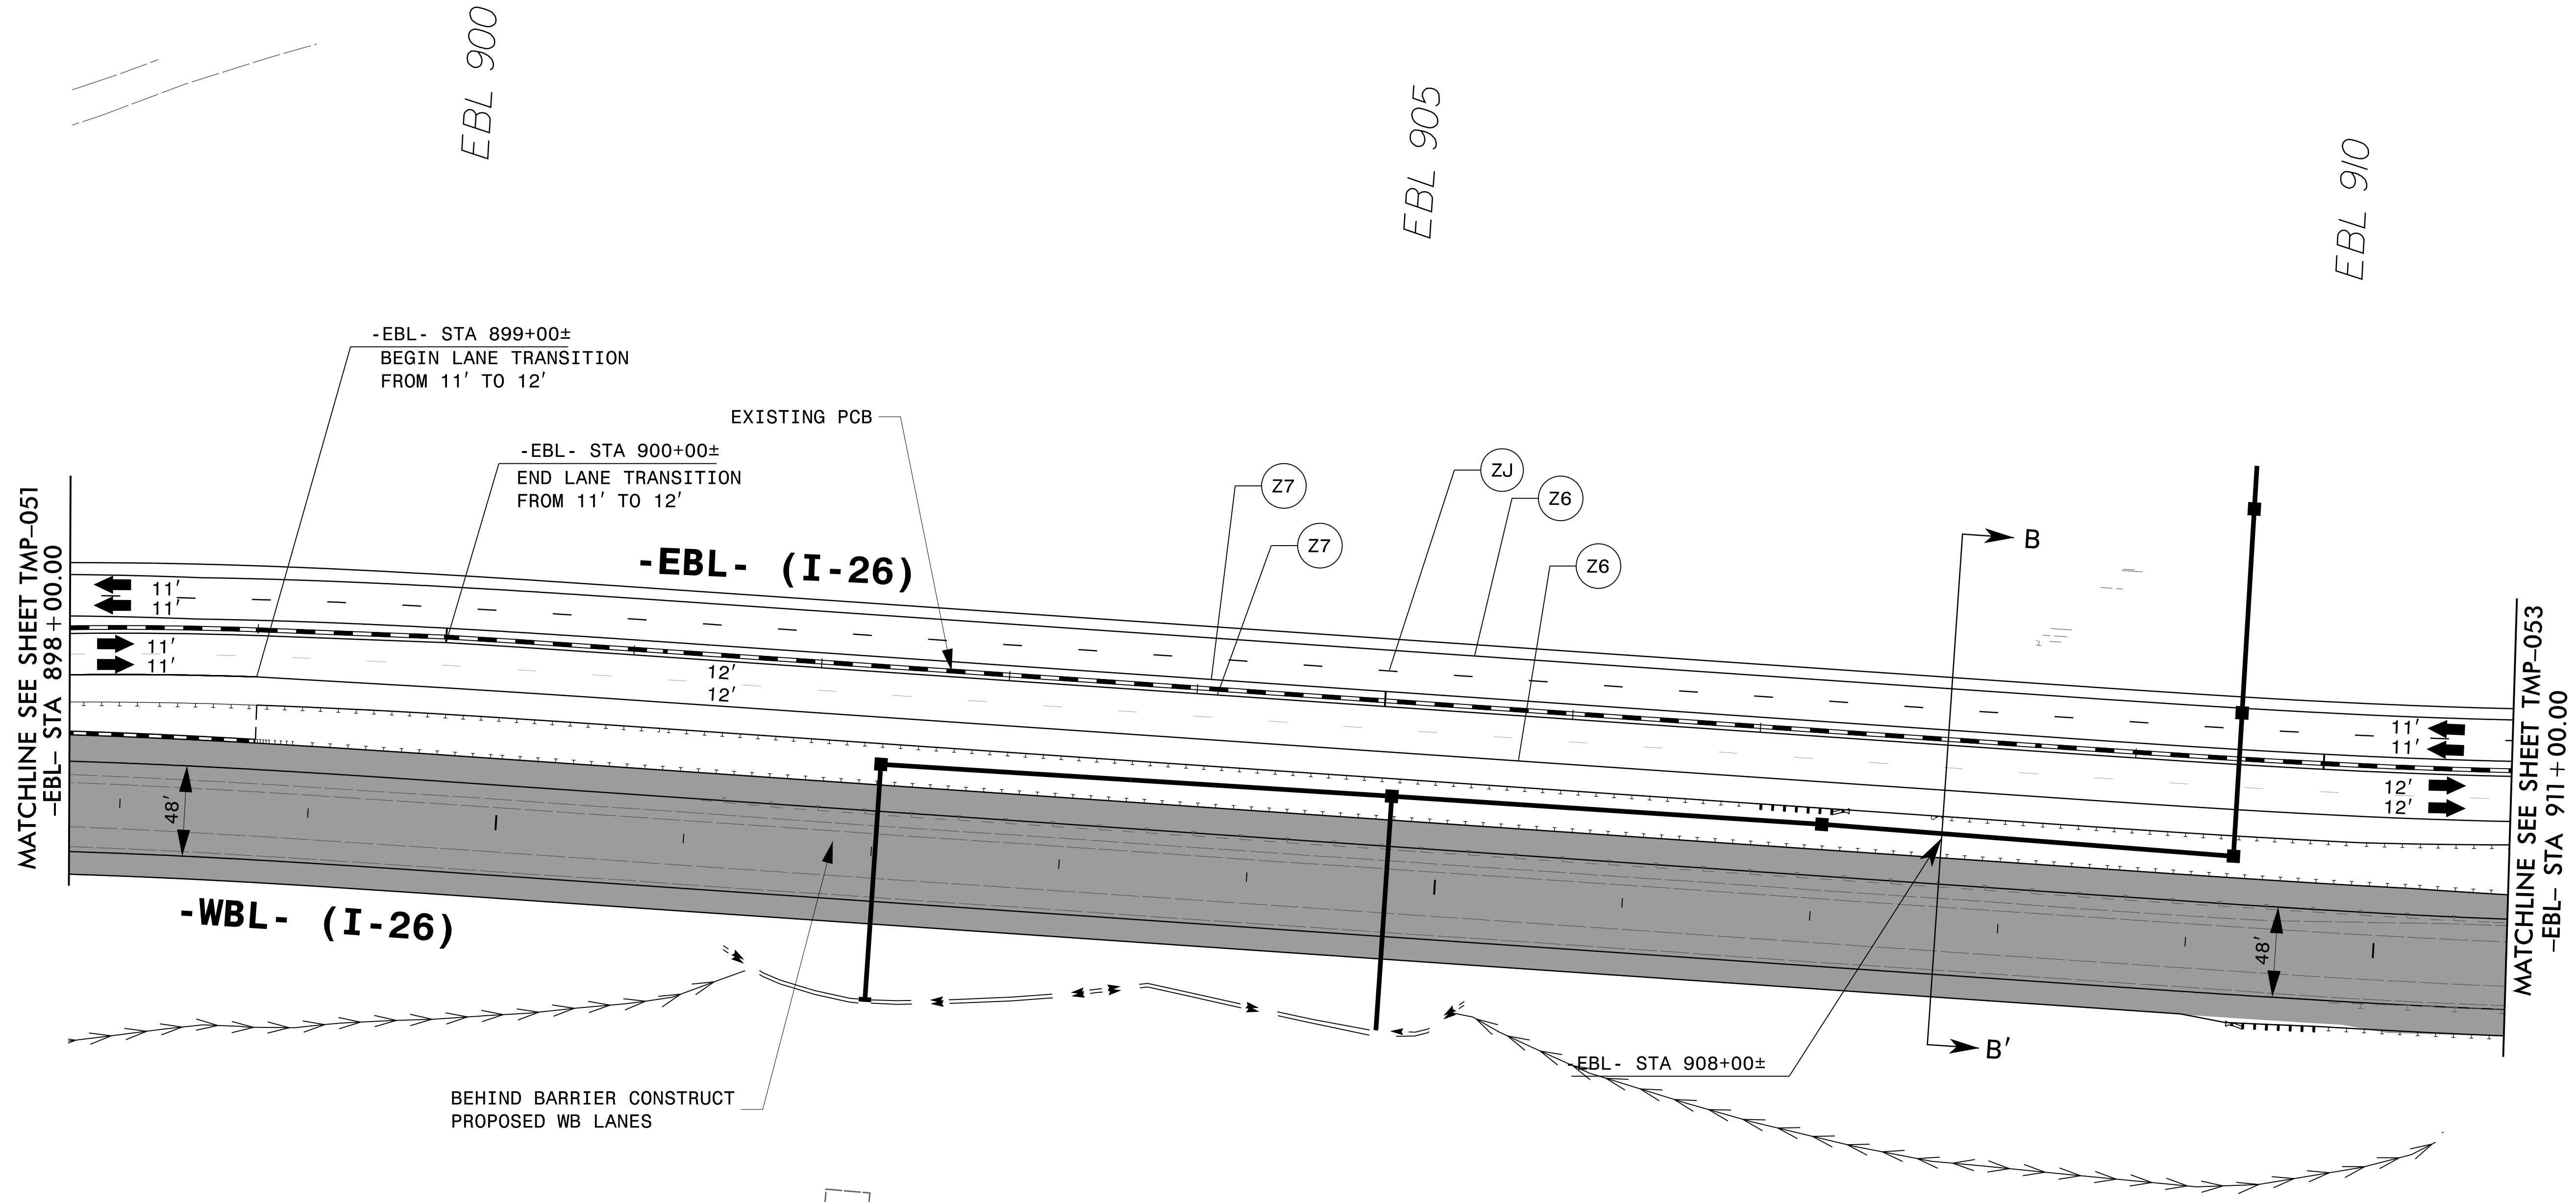 EBL 900
EBL 905
EBL 910
-EBL- STA 899+00±
BEGIN LANE TRANSITION
FROM 11' TO 12'
EXISTING PCB
-EBL- STA 900+00±
END LANE TRANSITION
FROM 11' TO 12'
Z7
ZJ
Z6
Z7
Z6
B
MATCHLINE SEE SHEET TMP-051
-EBL- STA 898+00.00
-EBL- (I-26)
11'
11'
11'
11'
12'
12'
11'
11'
12'
12'
MATCHLINE SEE SHEET TMP-053
-EBL- STA 911+00.00
48'
48'
-WBL- (I-26)
B'
-EBL- STA 908+00±
BEHIND BARRIER CONSTRUCT
PROPOSED WB LANES